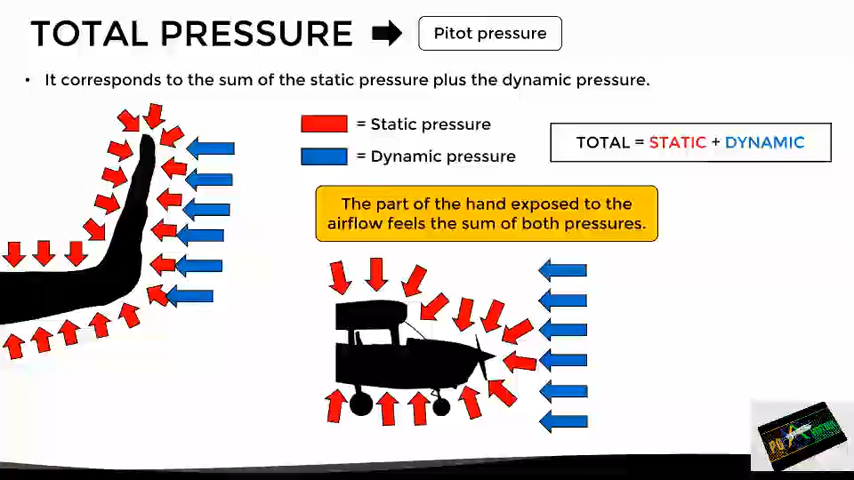 TOTAL PRESSURE
Pitot pressure
• It corresponds to the sum of the static pressure plus the dynamic pressure.
= Static pressure
= Dynamic pressure
TOTAL = STATIC + DYNAMIC
The part of the hand exposed to the
airflow feels the sum of both pressures.